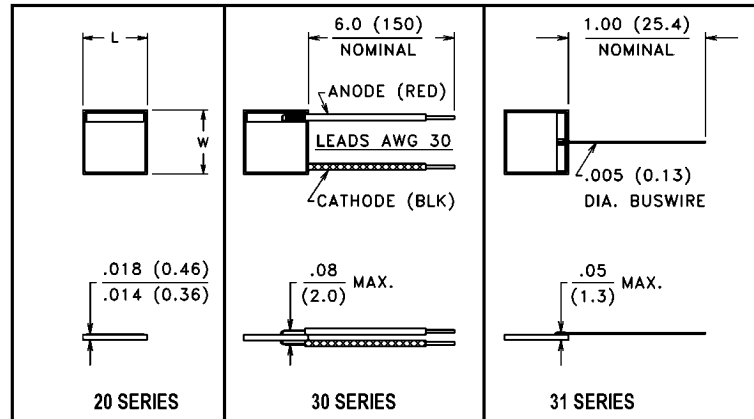 L
W
.018 (0.46)
.014 (0.36)
20 SERIES
6.0 (150)
NOMINAL
ANODE (RED)
LEADS AWG 30
CATHODE (BLK)
.08
(2.0)
MAX.
30 SERIES
1.00 (25.4)
NOMINAL
.005 (0.13)
DIA. BUSWIRE
.05
(1.3)
MAX.
31 SERIES